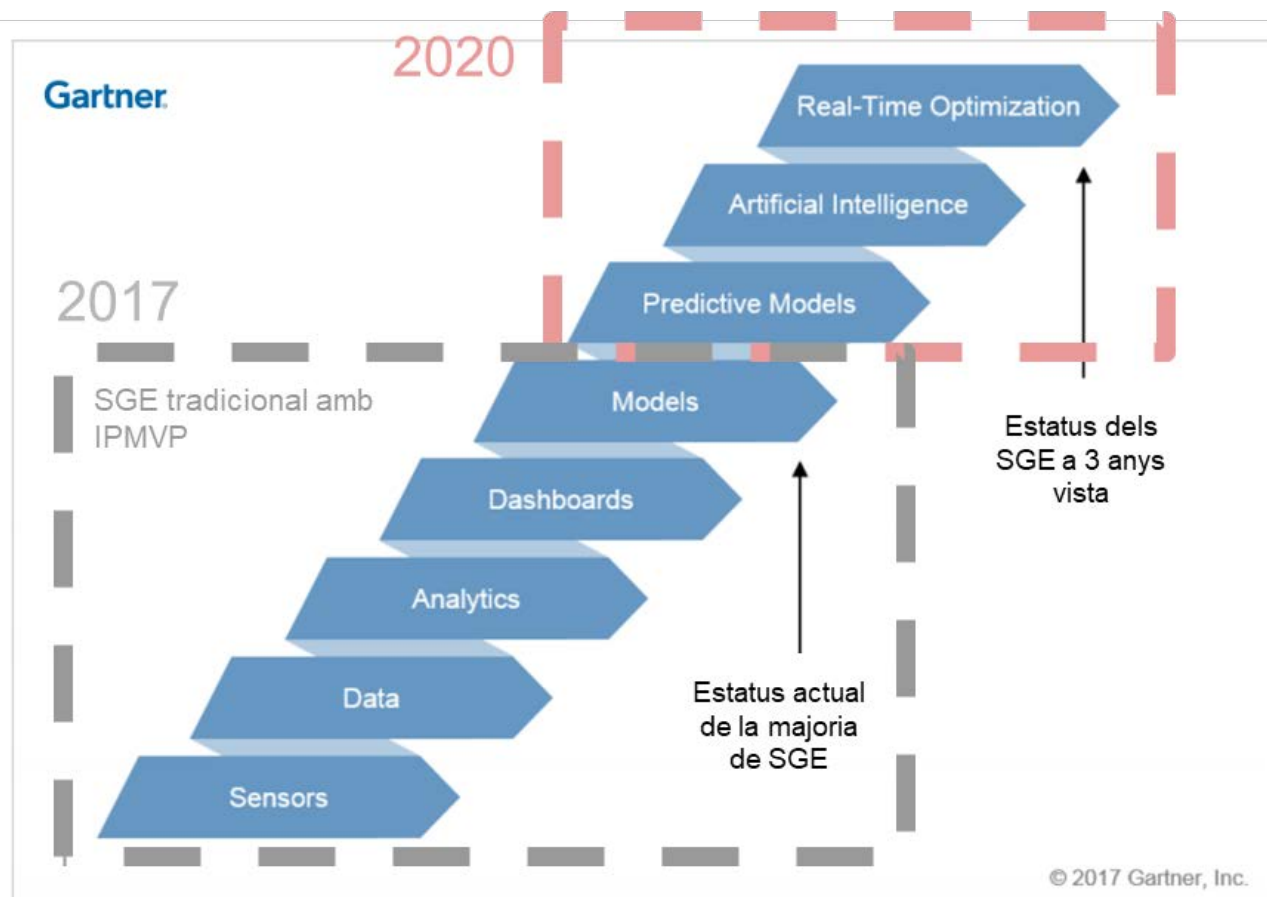 2020
Gartner
Real-Time Optimization
Artificial Intelligence
Predictive Models
2017
SGE tradicional amb
IPMVP
Models
Estatus dels
SGE a 3 anys
vista
Dashboards
Analytics
Estatus actual
de la majoria
de SGE
Data
Sensors
© 2017 Gartner, Inc.